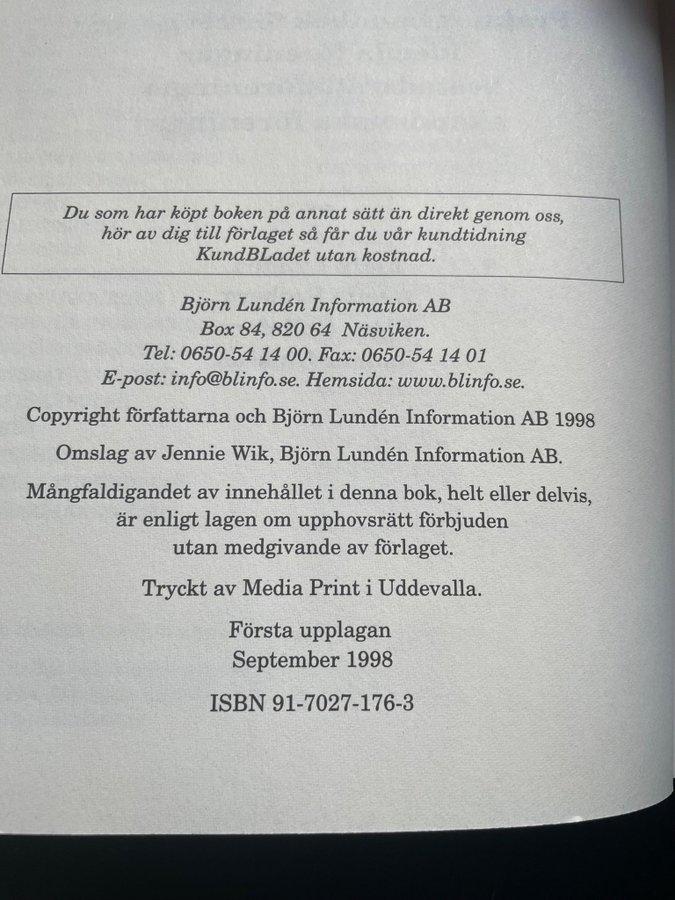 Du som har köpt boken på annat sätt än direkt genom oss,
hör av dig till förlaget så får du vår kundtidning
KundBLadet utan kostnad.
Björn Lundén Information AB
Box 84, 820 64 Näsviken.
Tel: 0650-54 14 00. Fax: 0650-54 14 01
E-post: info@blinfo.se. Hemsida: www.blinfo.se.
Copyright författarna och Björn Lundén Information AB 1998
Omslag av Jennie Wik, Björn Lundén Information AB.
Mångfaldigandet av innehållet i denna bok, helt eller delvis,
är enligt lagen om upphovsrätt förbjuden
utan medgivande av förlaget.
Tryckt av Media Print i Uddevalla.
Första upplagan
September 1998
ISBN 91-7027-176-3